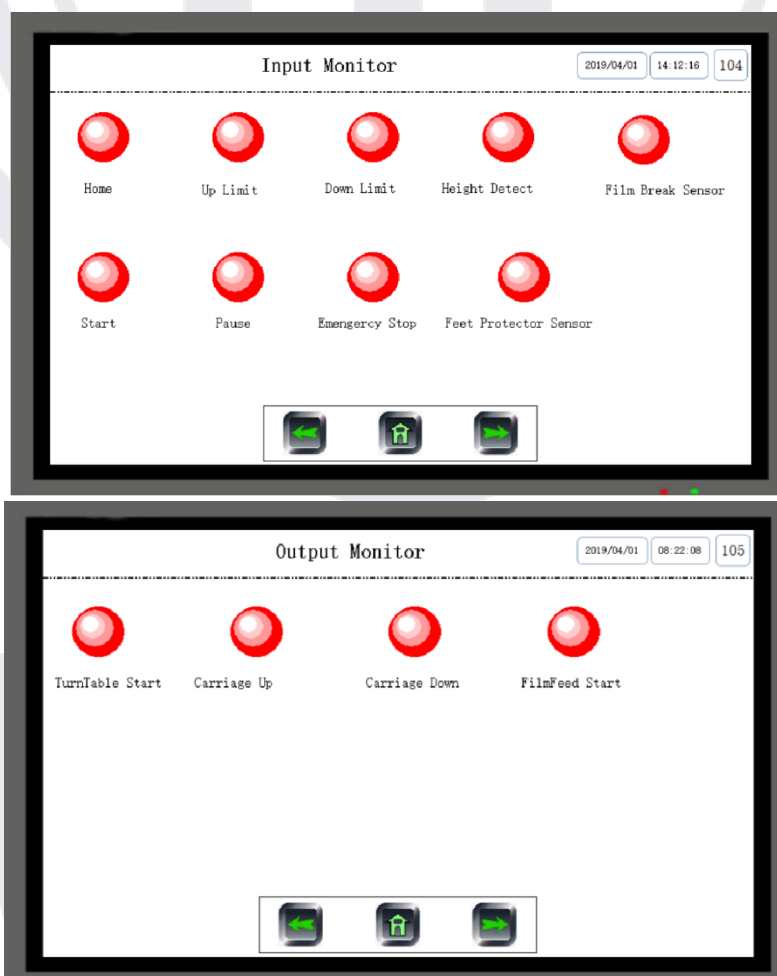 Input Monitor
2019/04/01 14:12:16 104
Home Up Limit Down Limit Height Detect Film Break Sensor
Start Pause Emengercy Stop Feet Protector Sensor
Output Monitor
2019/04/01 08:22:08 105
TurnTable Start Carriage Up Carriage Down FilmFeed Start